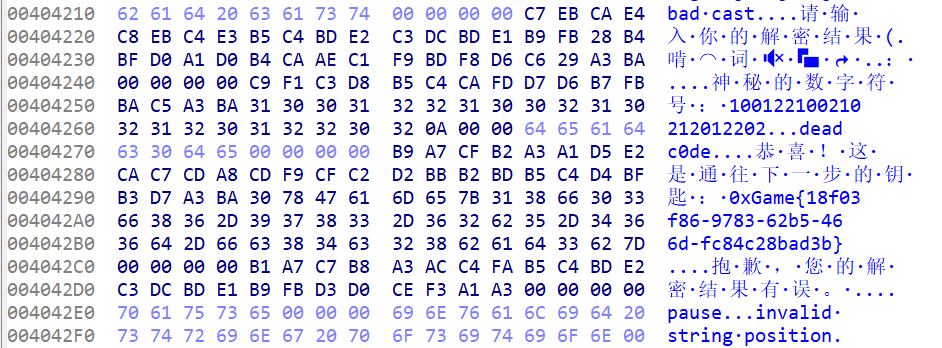 00404210 62 61 64 20 63 61 73 74 00 00 00 00 C7 EB CA E4 bad·cast....请·输·
00404220 C8 EB C4 E3 B5 C4 BD E2 C3 DC BD E1 B9 FB 28 B4 入·你·的·解·密·结·果·(.
00404230 BF D0 A1 D0 B4 CA AE C1 F9 BD F8 D6 C6 29 A3 BA
00404240 00 00 00 00 C9 F1 C3 D8 B5 C4 CA FD D7 D6 B7 FB ....神·秘·的·数·字·符·
00404250 BA C5 A3 BA 31 30 30 31 32 32 31 30 30 32 31 30 号·：·100122100210
00404260 32 31 32 30 31 32 32 30 32 0A 00 00 64 65 61 64 212012202...dead
00404270 63 30 64 65 00 00 00 00 B9 A7 CF B2 A3 A1 D5 E2 c0de....恭·喜·！·这·
00404280 CA C7 CD A8 CD F9 CF C2 D2 BB B2 BD B5 C4 D4 BF 是·通·往·下·一·步·的·钥·
00404290 B3 D7 A3 BA 30 78 47 61 6D 65 7B 31 38 66 30 33 匙·：·0xGame{18f03
004042A0 66 38 36 2D 39 37 38 33 2D 36 32 62 35 2D 34 36 f86-9783-62b5-46
004042B0 36 64 2D 66 63 38 34 63 32 38 62 61 64 33 62 7D 6d-fc84c28bad3b}
004042C0 00 00 00 00 B1 A7 C7 B8 A3 AC C4 FA B5 C4 BD E2 ....抱·歉·，·您·的·解·
004042D0 C3 DC BD E1 B9 FB D3 D0 CE F3 A1 A3 00 00 00 00 密·结·果·有·误·。·....
004042E0 70 61 75 73 65 00 00 00 69 6E 76 61 6C 69 64 20 pause...invalid·
004042F0 73 74 72 69 6E 67 20 70 6F 73 69 74 69 6F 6E 00 string·position.